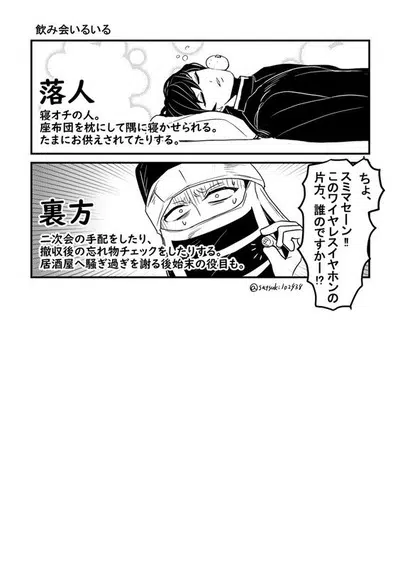 飲み会いるいる
落人
寝オチの人。
座布団を枕にして隅に寝かせられる。
たまにお供えされてたりする。
裏方
二次会の手配をしたり、
撤収後の忘れ物チェックをしたりする。
居酒屋へ騒ぎ過ぎを謝る後始末の役目も。
ちょ、
スミマセーン!!
このワイヤレスイヤホンの
片方、誰のですかー!?